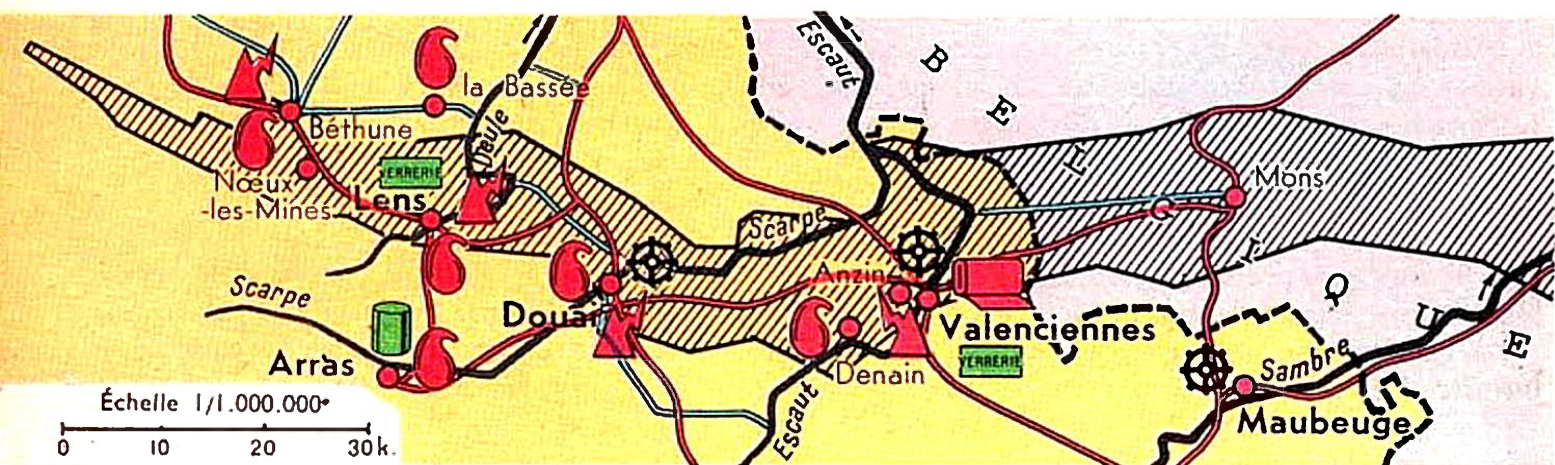 Escaut
B
E
L
G
I
Q
U
E
la Bassée
Béthune
Deule
VERRERIE
Nœux
-les-Mines
Lens
Mons
Scarpe
Scarpe
Anzin
Douai
Valenciennes
Arras
VERRERIE
Denain
Sambre
Escaut
Maubeuge
Échelle 1/1.000.000e
0 10 20 30k.